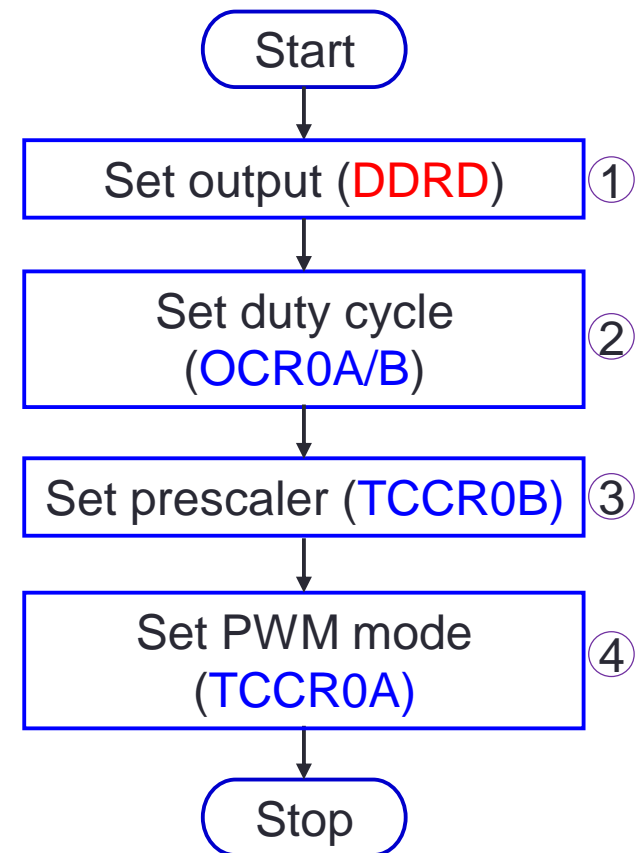 Start
Set output (DDRD)
1
Set duty cycle
(OCR0A/B)
2
Set prescaler (TCCR0B)
3
Set PWM mode
(TCCR0A)
4
Stop